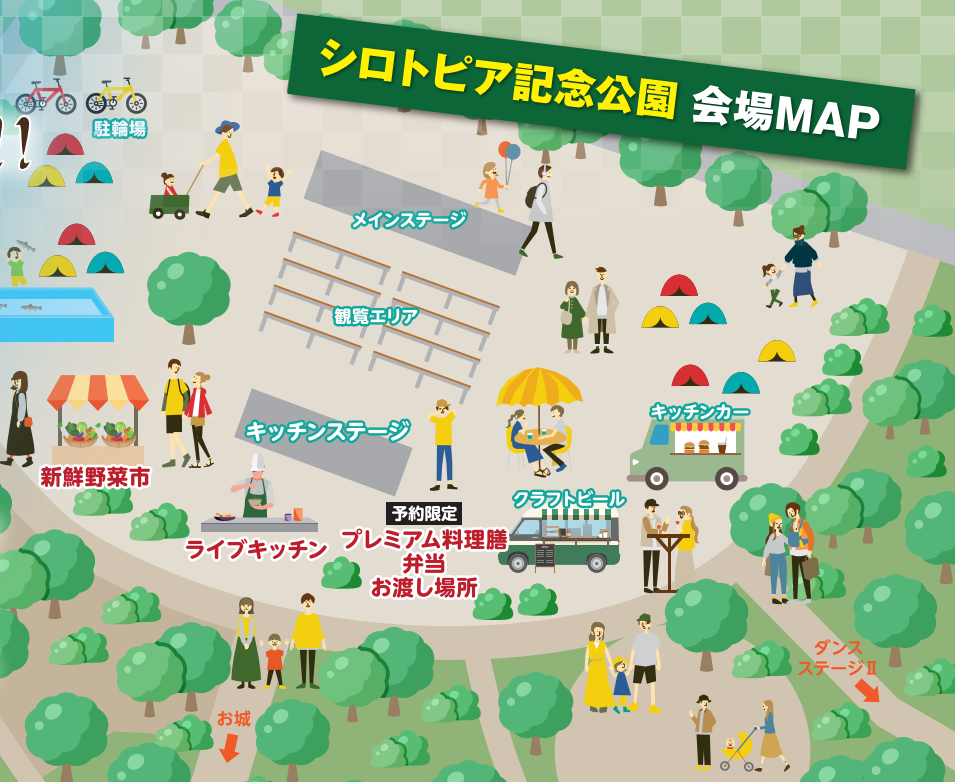 シロトピア記念公園 会場MAP
!!
駐輪場
メインステージ
観覧エリア
キッチンステージ
キッチンカー
新鮮野菜市
クラフトビール
予約限定
プレミアム料理膳
弁当
お渡し場所
ライブキッチン
ダンス
ステージⅡ
お城